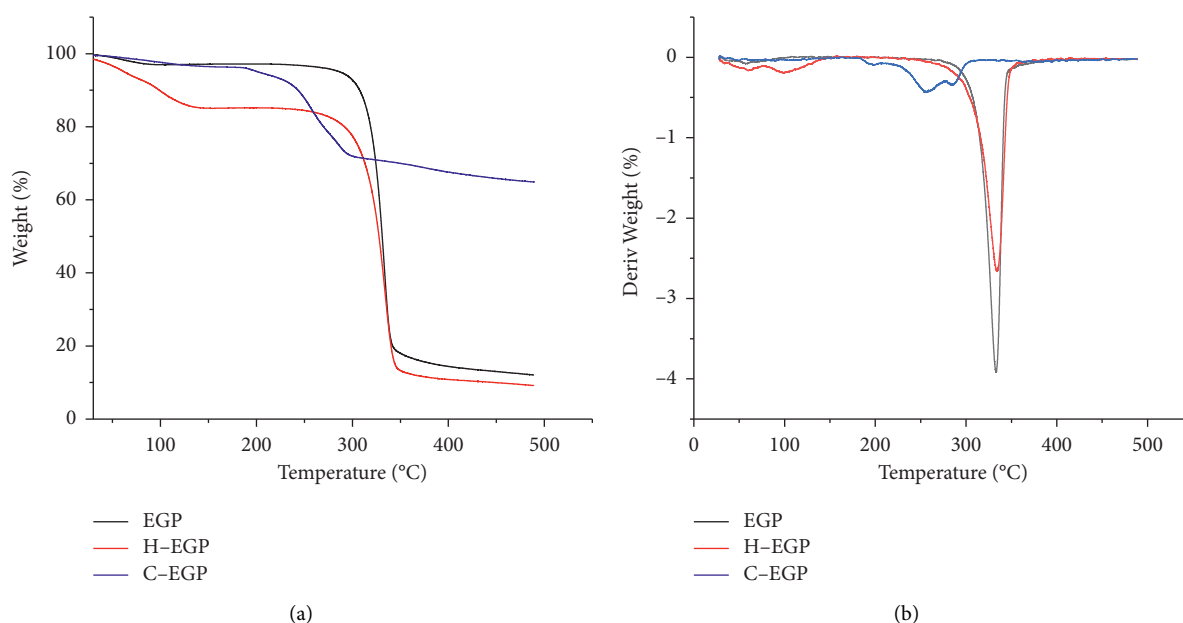 100
80
60
40
20
0
Weight (%)
100
200
300
400
500
Temperature (°C)
EGP
H–EGP
C–EGP
(a)
0
−1
−2
−3
−4
Deriv Weight (%)
0
100
200
300
400
500
Temperature (°C)
EGP
H–EGP
C–EGP
(b)